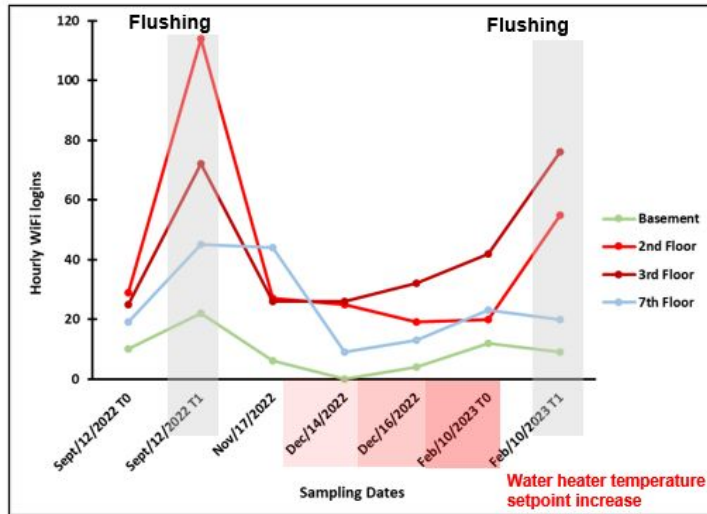 Flushing
Flushing
120
100
80
60
40
20
0
Hourly WiFi logins
Basement
2nd Floor
3rd Floor
7th Floor
Sept/12/2022 T0
Sept/12/2022 T1
Nov/17/2022
Dec/14/2022
Dec/16/2022
Feb/10/2023 T0
Feb/10/2023 T1
Sampling Dates
Water heater temperature
setpoint increase